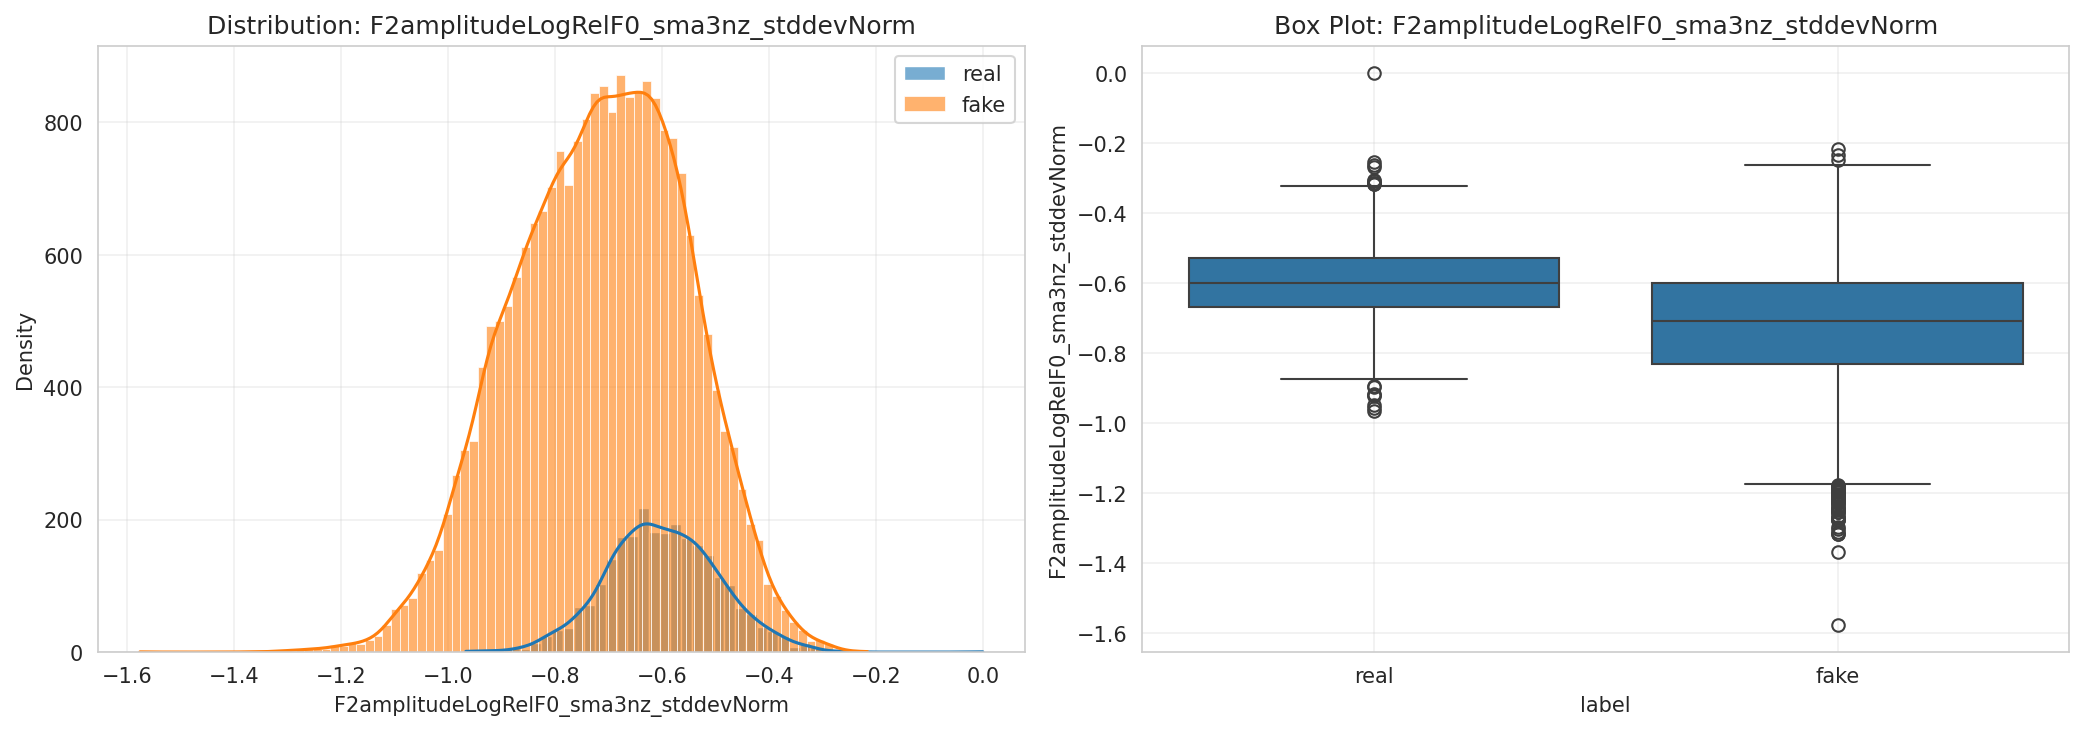 Distribution: F2amplitudeLogRelF0_sma3nz_stddevNorm
real
fake
Density
800
600
400
200
0
−1.6 −1.4 −1.2 −1.0 −0.8 −0.6 −0.4 −0.2 0.0
F2amplitudeLogRelF0_sma3nz_stddevNorm
Box Plot: F2amplitudeLogRelF0_sma3nz_stddevNorm
F2amplitudeLogRelF0_sma3nz_stddevNorm
0.0
−0.2
−0.4
−0.6
−0.8
−1.0
−1.2
−1.4
−1.6
real fake
label